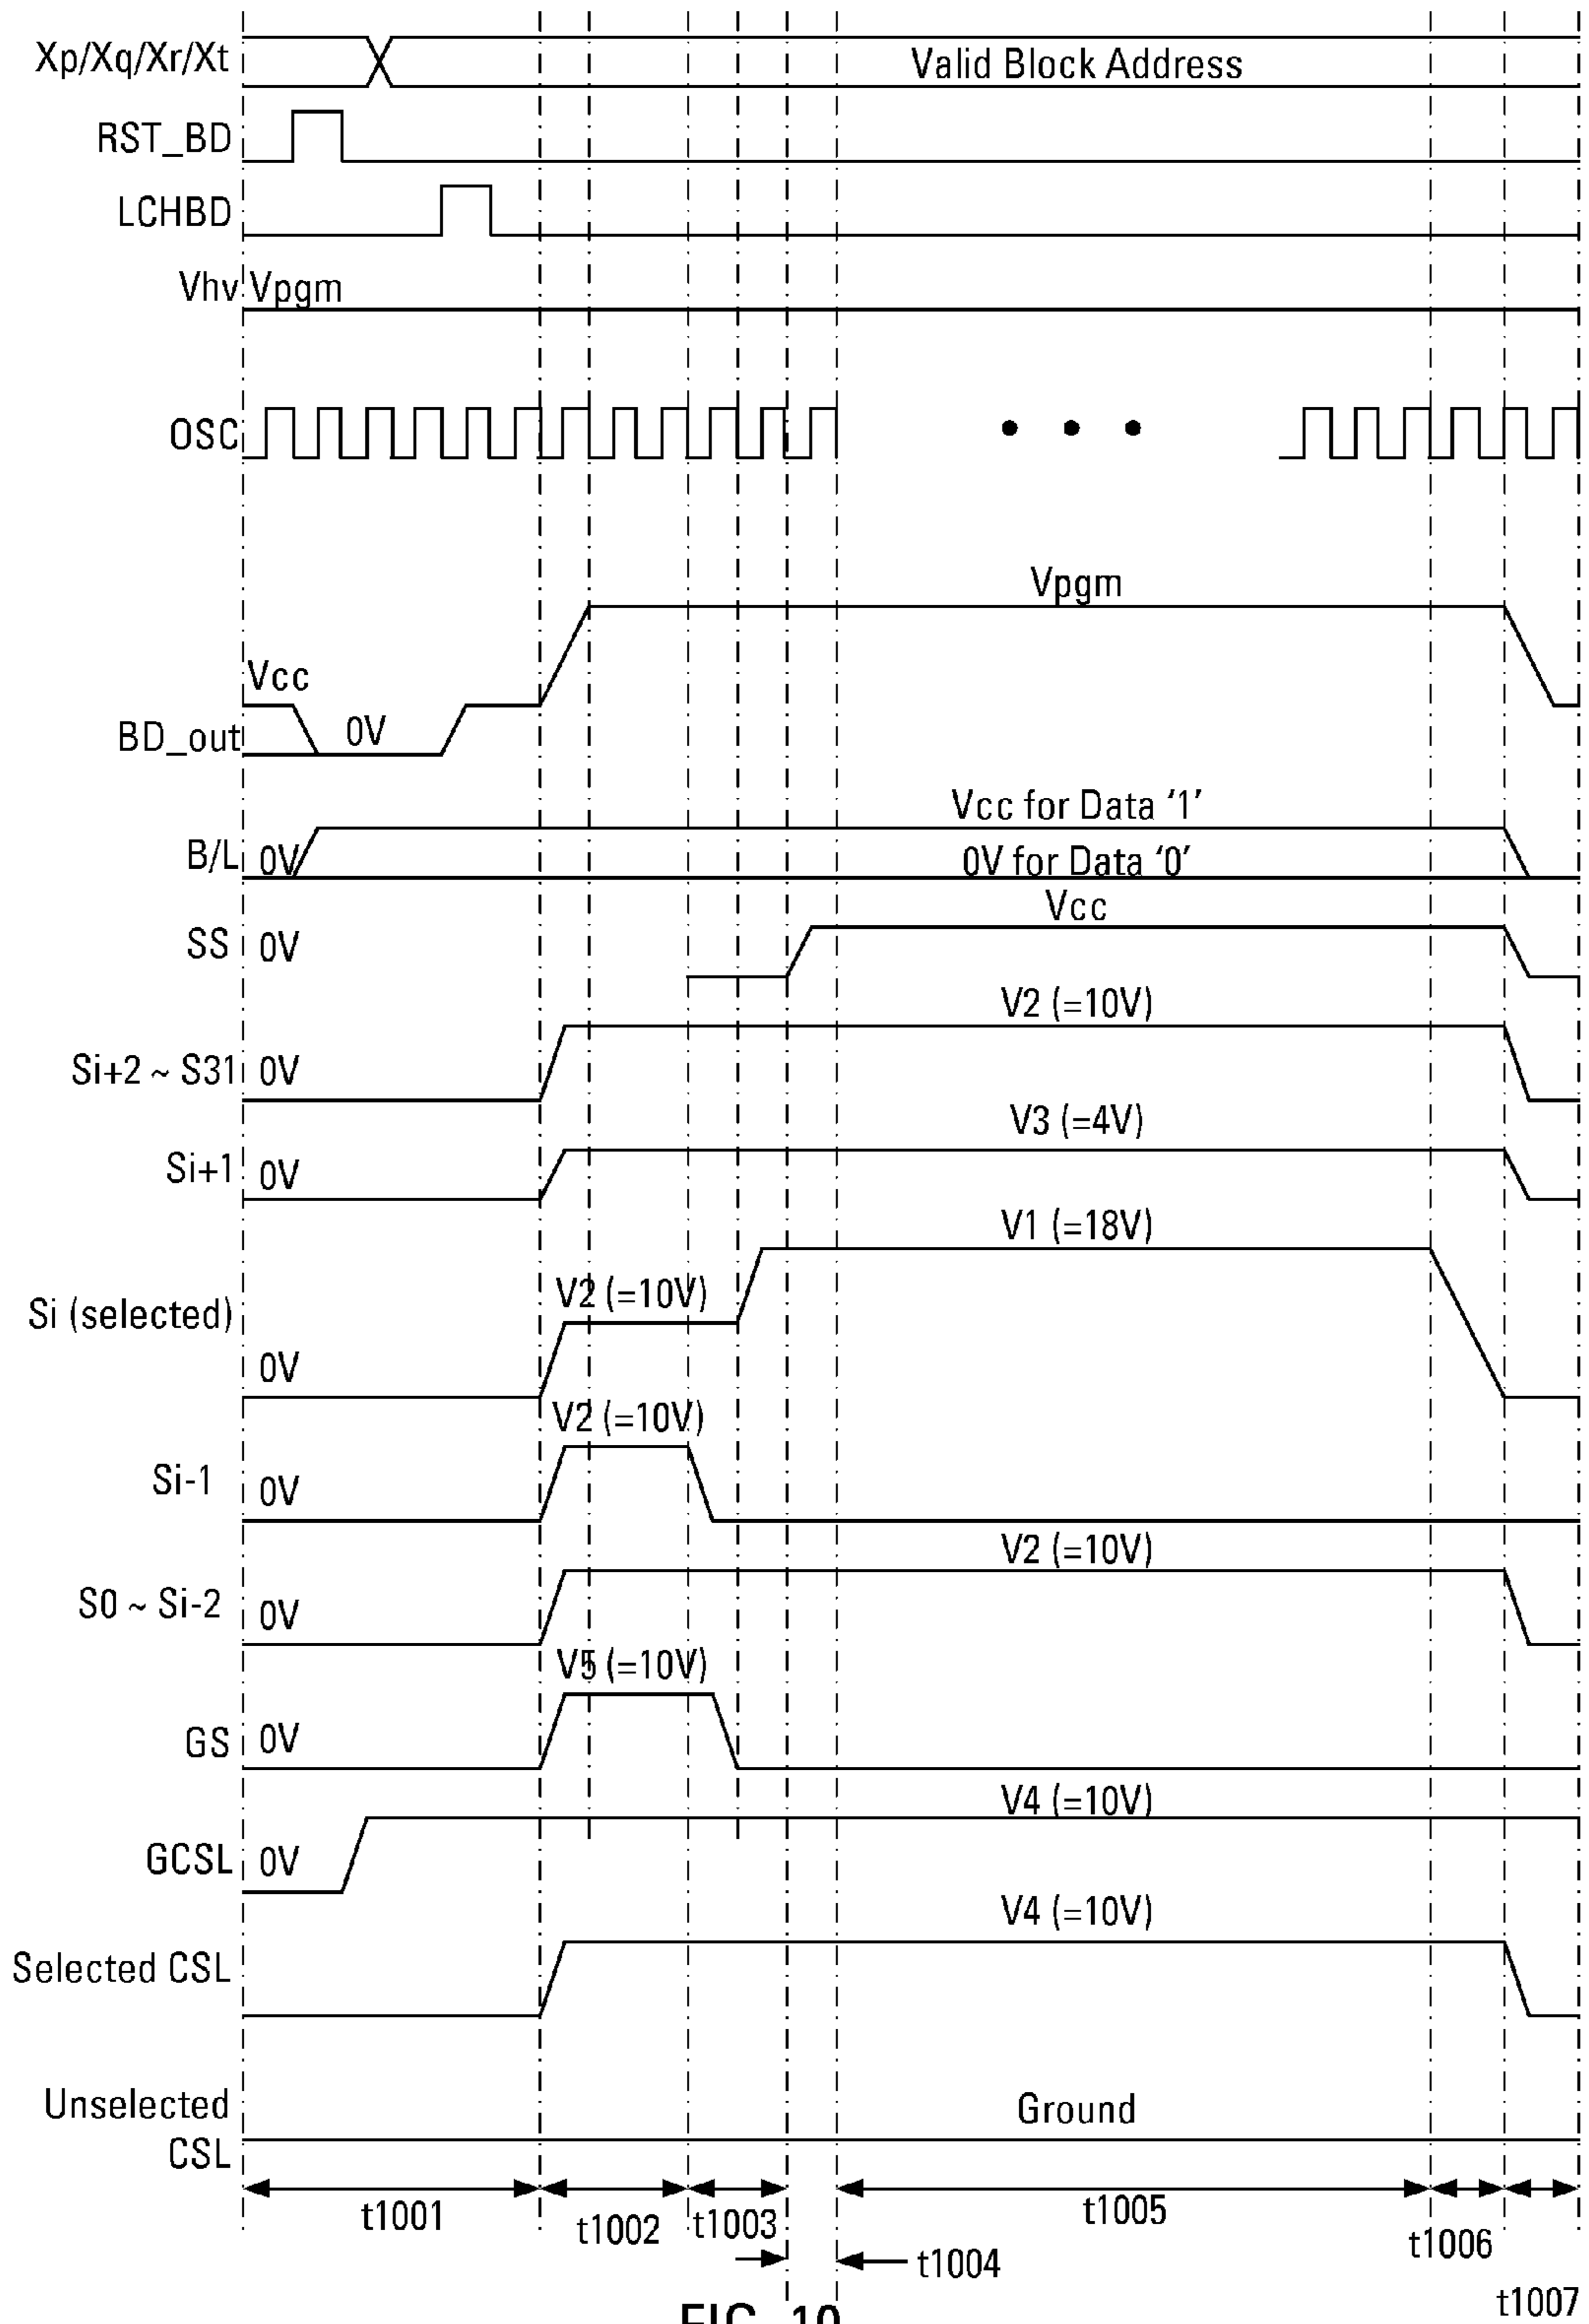 Xp/Xq/Xr/Xt
Valid Block Address
RST_BD
LCHBD
Vhv Vpgm
OSC
Vpgm
Vcc
BD_out
0V
Vcc for Data ‘1’
B/L 0V
0V for Data ‘0’
Vcc
SS 0V
V2 (=10V)
Si+2 ~ S31 0V
V3 (=4V)
Si+1 0V
V1 (=18V)
V2 (=10V)
Si (selected)
0V
V2 (=10V)
Si-1 0V
V2 (=10V)
S0 ~ Si-2 0V
V5 (=10V)
GS 0V
V4 (=10V)
GCSL 0V
V4 (=10V)
Selected CSL
Unselected
CSL
Ground
t1001
t1002
t1003
t1005
t1006
t1004
t1007
FIG. 10